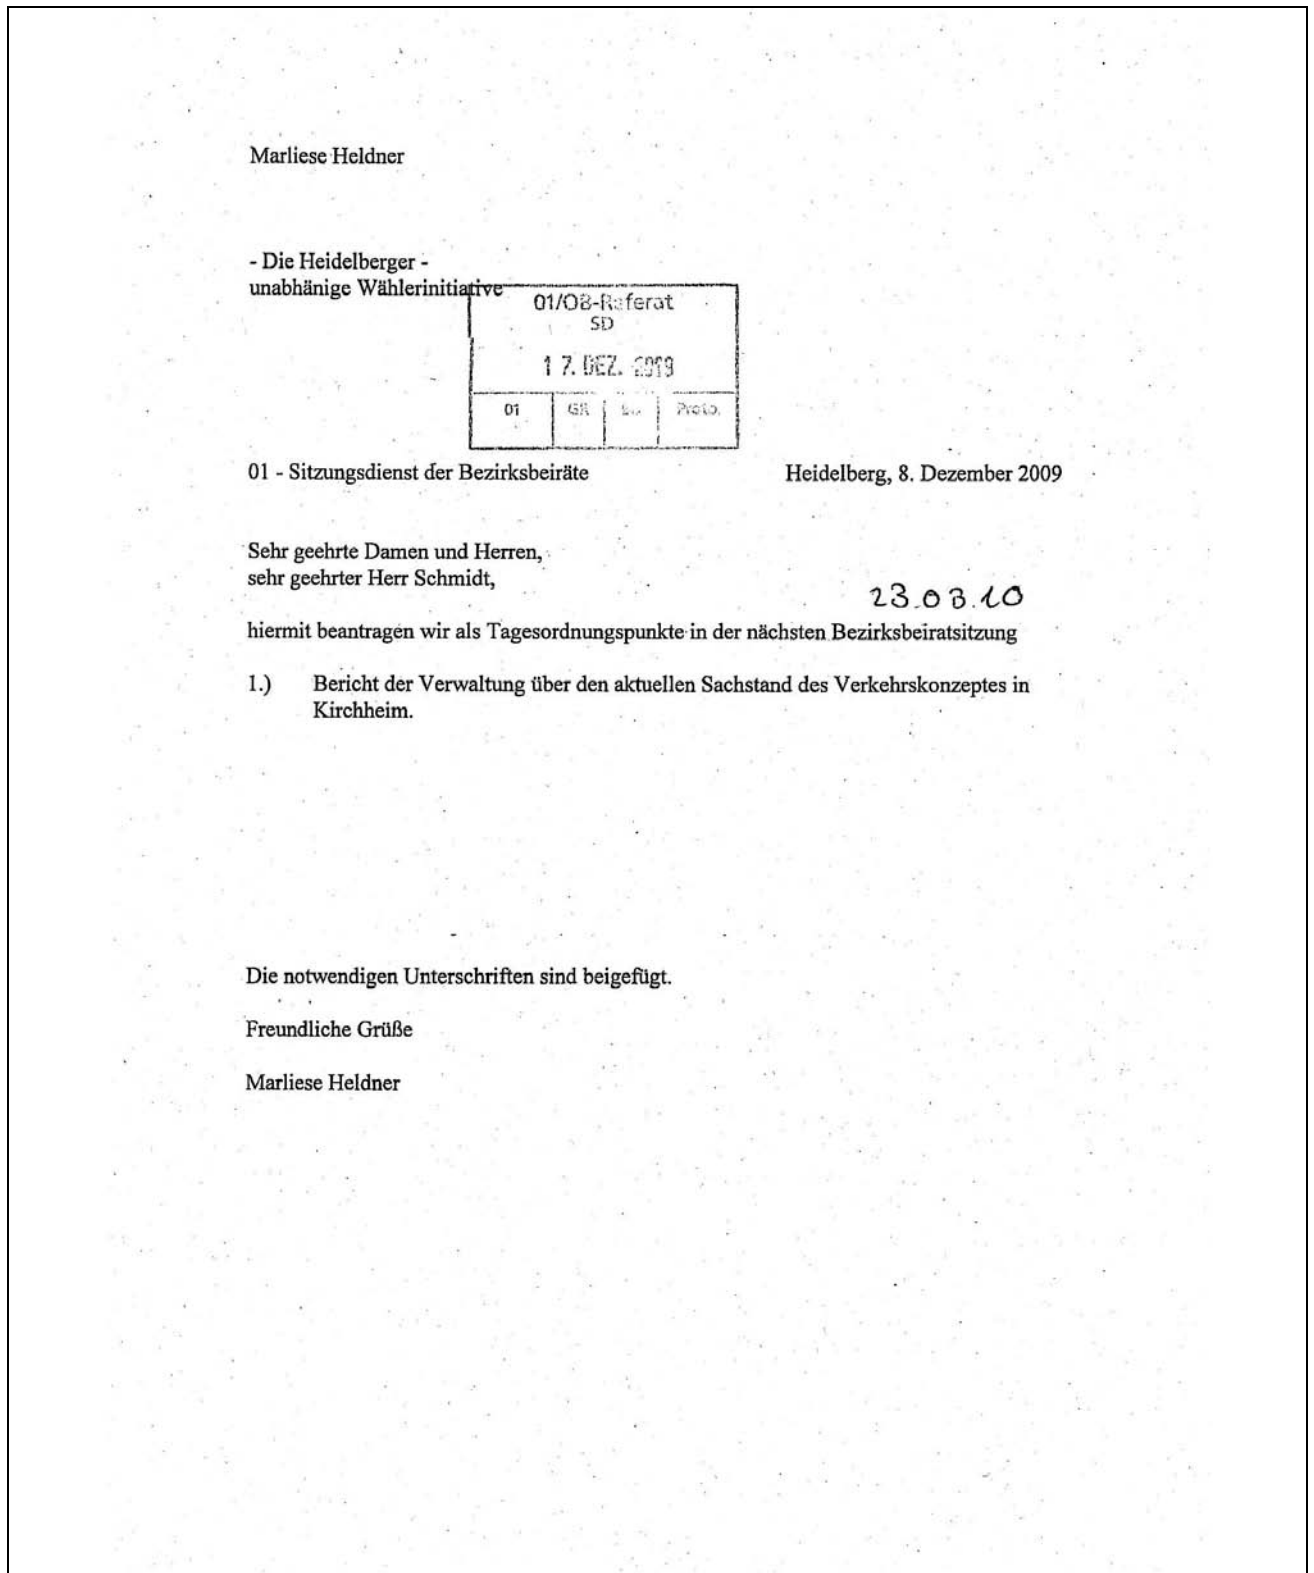 Marliese Heldner
- Die Heidelberger -
unabhänige Wählerinitiative
01/OB-Referat
SD
17. DEZ. 2009
01 GR Proto.
01 - Sitzungsdienst der Bezirksbeiräte Heidelberg, 8. Dezember 2009
Sehr geehrte Damen und Herren,
sehr geehrter Herr Schmidt,
23.03.10
hiermit beantragen wir als Tagesordnungspunkte in der nächsten Bezirksbeiratsitzung
1.) Bericht der Verwaltung über den aktuellen Sachstand des Verkehrskonzeptes in
Kirchheim.
Die notwendigen Unterschriften sind beigefügt.
Freundliche Grüße
Marliese Heldner